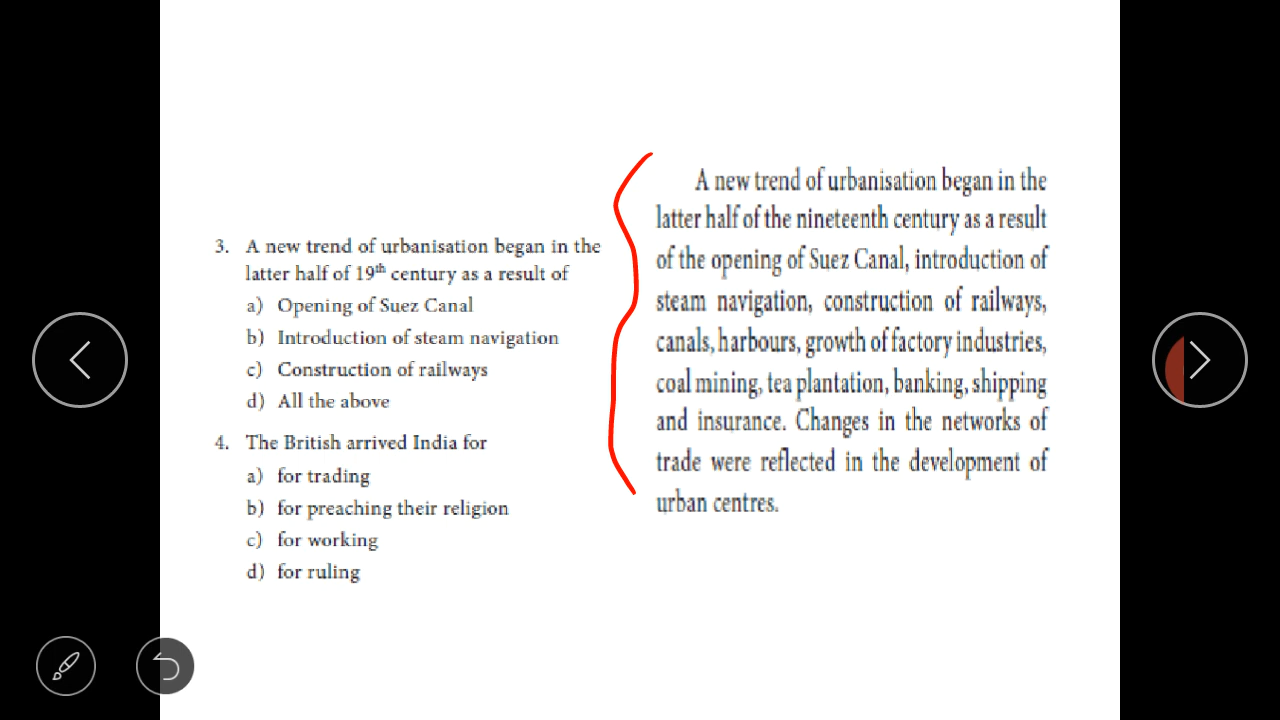 3. A new trend of urbanisation began in the
latter half of 19th century as a result of
a) Opening of Suez Canal
b) Introduction of steam navigation
c) Construction of railways
d) All the above
4. The British arrived India for
a) for trading
b) for preaching their religion
c) for working
d) for ruling
A new trend of urbanisation began in the
latter half of the nineteenth century as a result
of the opening of Suez Canal, introduction of
steam navigation, construction of railways,
canals, harbours, growth of factory industries,
coal mining, tea plantation, banking, shipping
and insurance. Changes in the networks of
trade were reflected in the development of
urban centres.